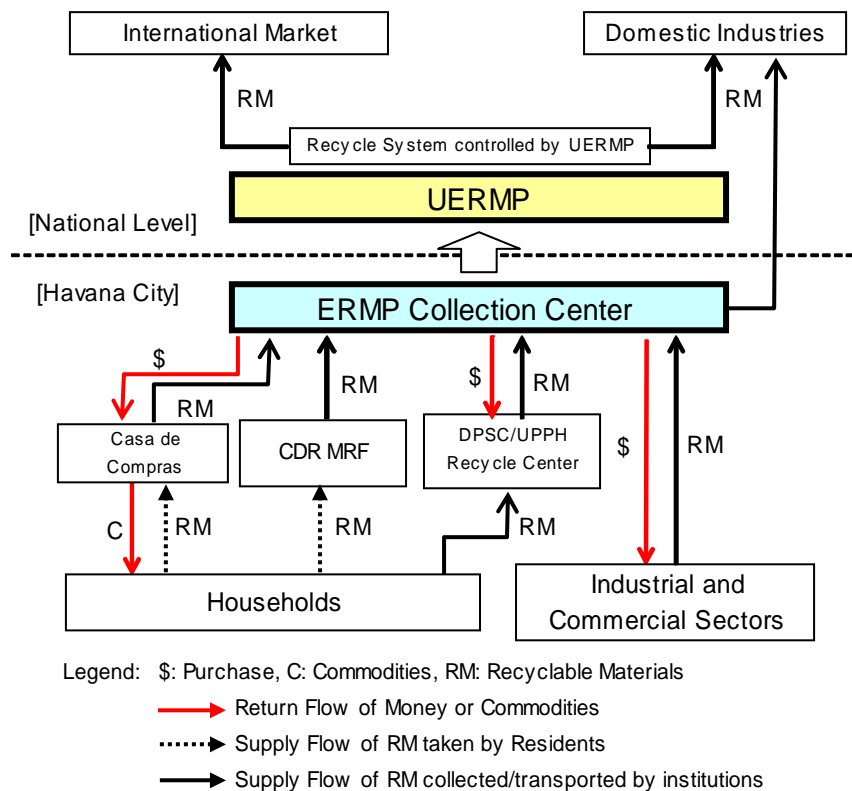 International Market
Domestic Industries
RM
RM
Recycle System controlled by UERMP
UERMP
[National Level]
[Havana City]
ERMP Collection Center
$
RM
RM
$
RM
$
RM
Casa de
Compras
CDR MRF
DPSC/UPPH
Recycle Center
C
RM
RM
RM
Households
Industrial and
Commercial Sectors
Legend: $: Purchase, C: Commodities, RM: Recyclable Materials
Return Flow of Money or Commodities
Supply Flow of RM taken by Residents
Supply Flow of RM collected/transported by institutions